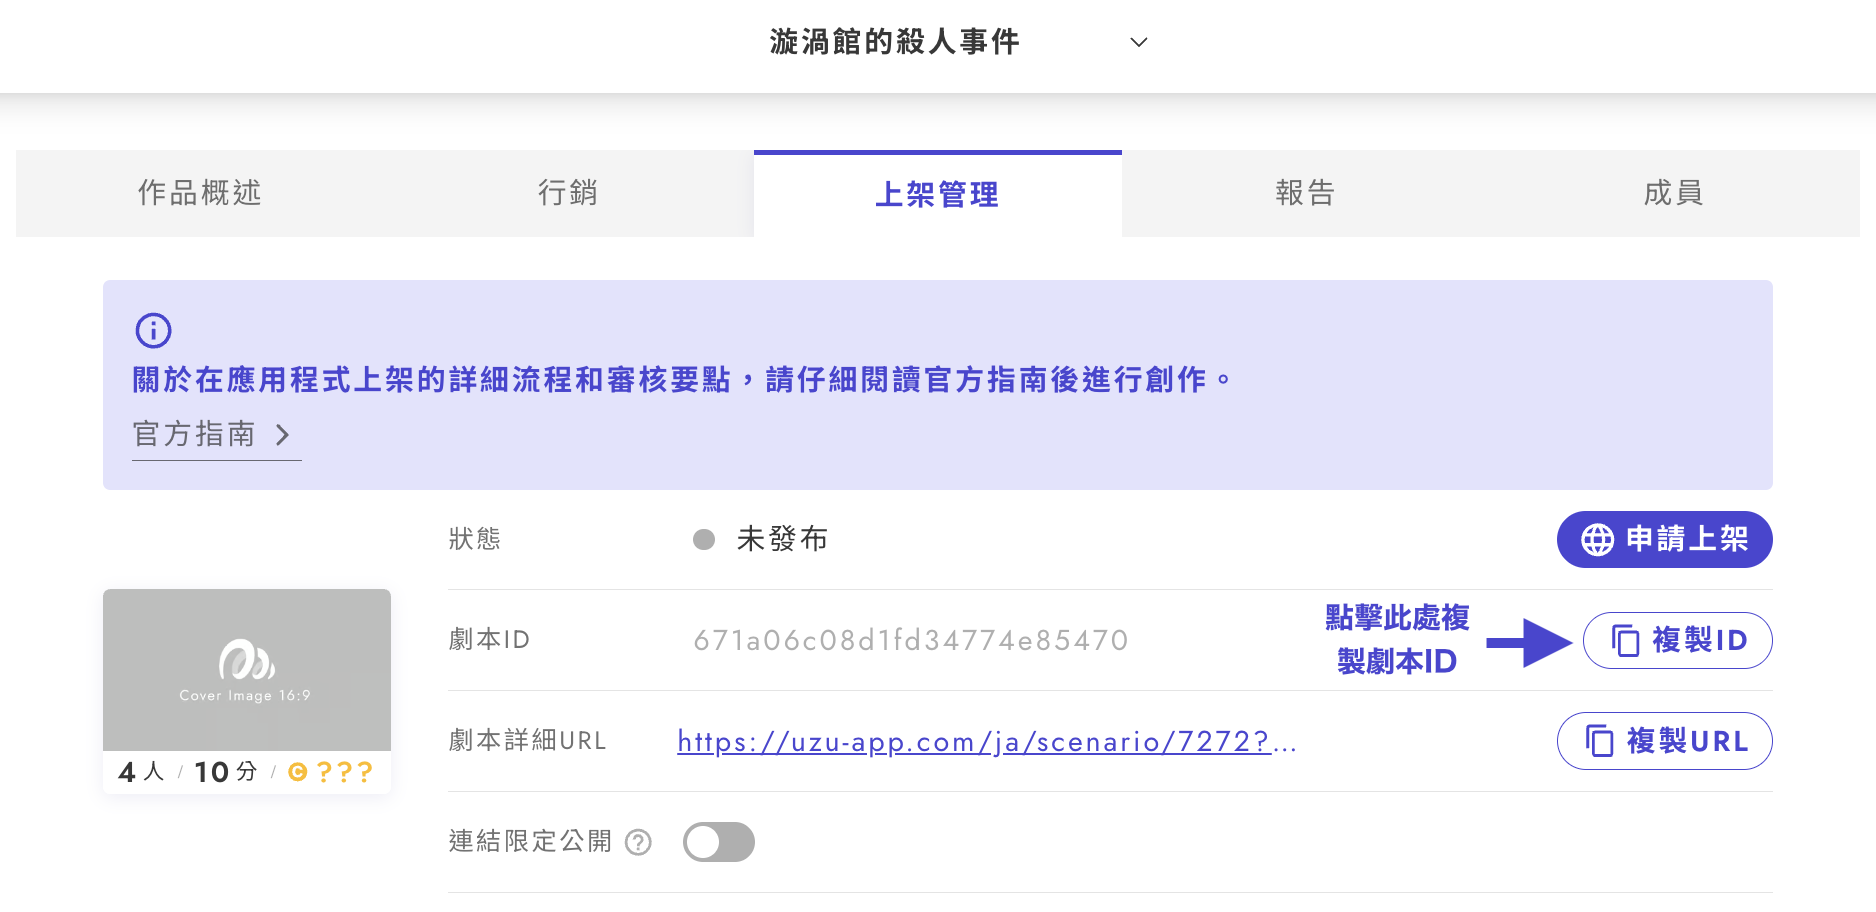 漩渦館的殺人事件
作品概述
行銷
上架管理
報告
成員
關於在應用程式上架的詳細流程和審核要點，請仔細閱讀官方指南後進行創作。
官方指南
狀態
未發布
申請上架
劇本ID
671a06c08d1fd34774e85470
點擊此處複
製劇本ID
複製ID
Cover Image 16:9
劇本詳細URL
https://uzu-app.com/ja/scenario/7272?...
複製URL
4 人 / 10 分 / © ???
連結限定公開 ?